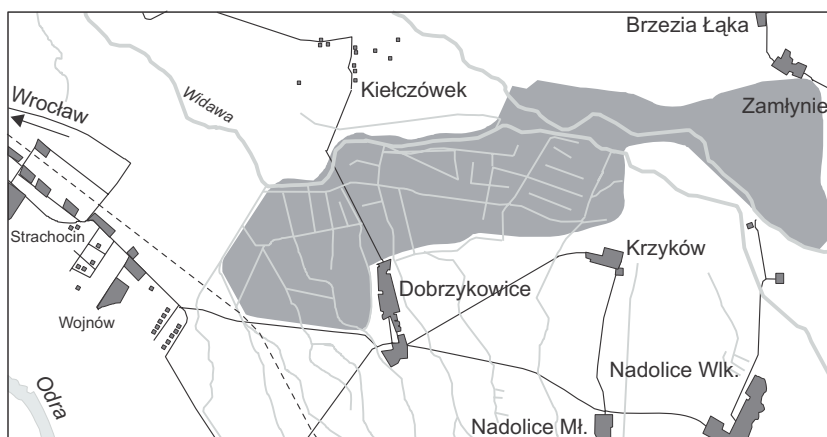 Brzezia Łąka
Kiełczówek
Zamłynie
Wrocław
Widawa
Strachocin
Krzyków
Dobrzykowice
Wojnów
Nadolice Wlk.
Odra
Nadolice Mł.